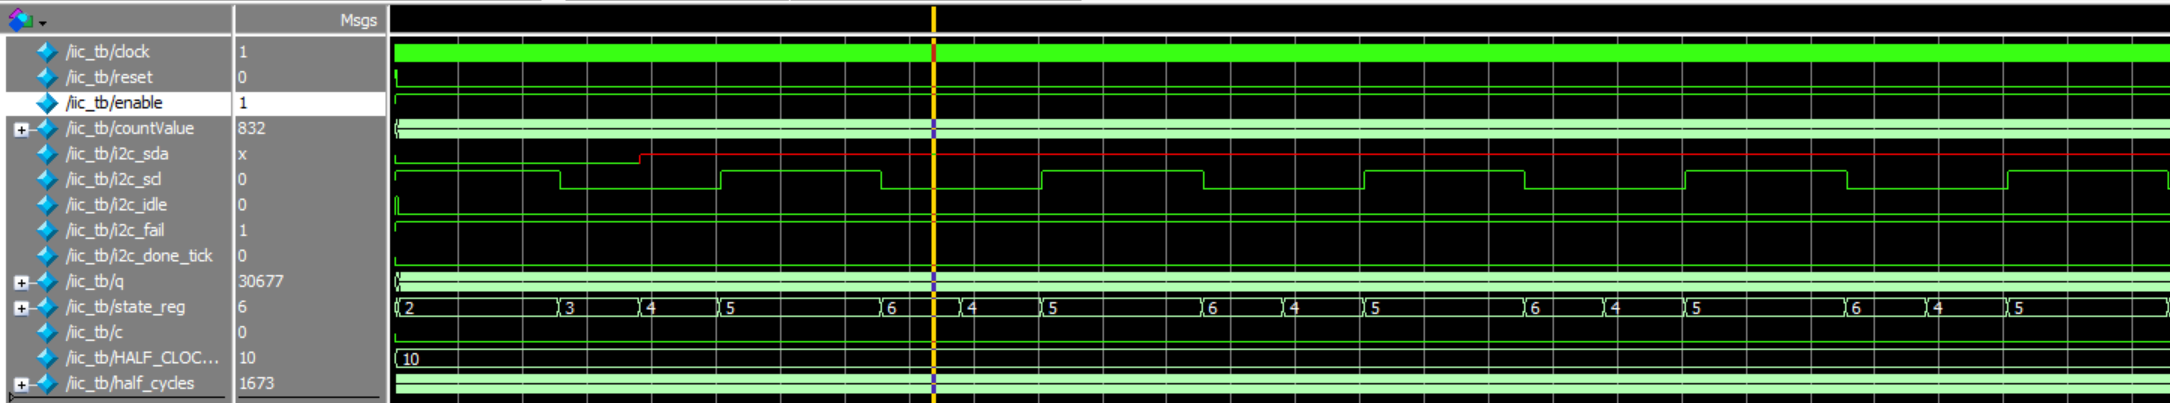 Msgs
/iic_tb/clock 1
/iic_tb/reset 0
/iic_tb/enable 1
/iic_tb/countValue 832
/iic_tb/i2c_sda x
/iic_tb/i2c_scl 0
/iic_tb/i2c_idle 0
/iic_tb/i2c_fail 1
/iic_tb/i2c_done_tick 0
/iic_tb/q 30677
/iic_tb/state_reg 6 2 3 4 5 6 4 5 6 4 5 6 4 5 6 4 5
/iic_tb/c 0
/iic_tb/HALF_CLOC... 10 10
/iic_tb/half_cycles 1673